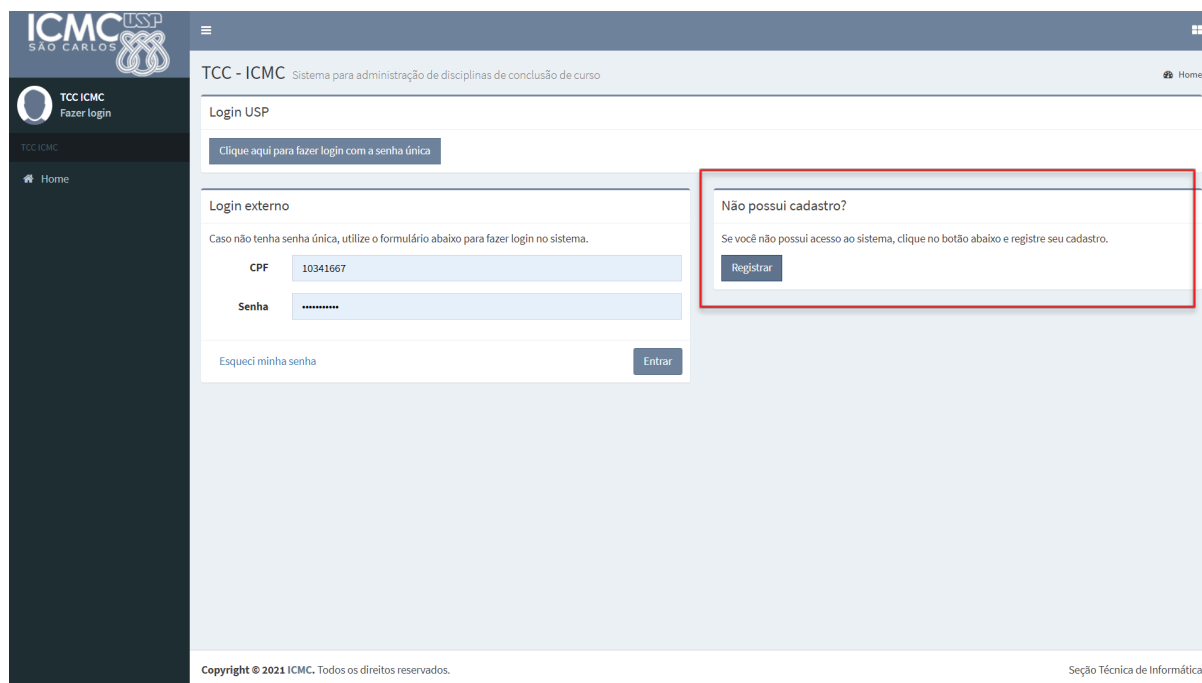 ICMC USP
SÃO CARLOS
TCC - ICMC Sistema para administração de disciplinas de conclusão de curso
Home
TCC ICMC
Fazer login
TCC ICMC
Home
Login USP
Clique aqui para fazer login com a senha única
Login externo
Caso não tenha senha única, utilize o formulário abaixo para fazer login no sistema.
CPF 10341667
Senha •••••••••••
Esqueci minha senha
Entrar
Não possui cadastro?
Se você não possui acesso ao sistema, clique no botão abaixo e registre seu cadastro.
Registrar
Copyright © 2021 ICMC. Todos os direitos reservados.
Seção Técnica de Informática